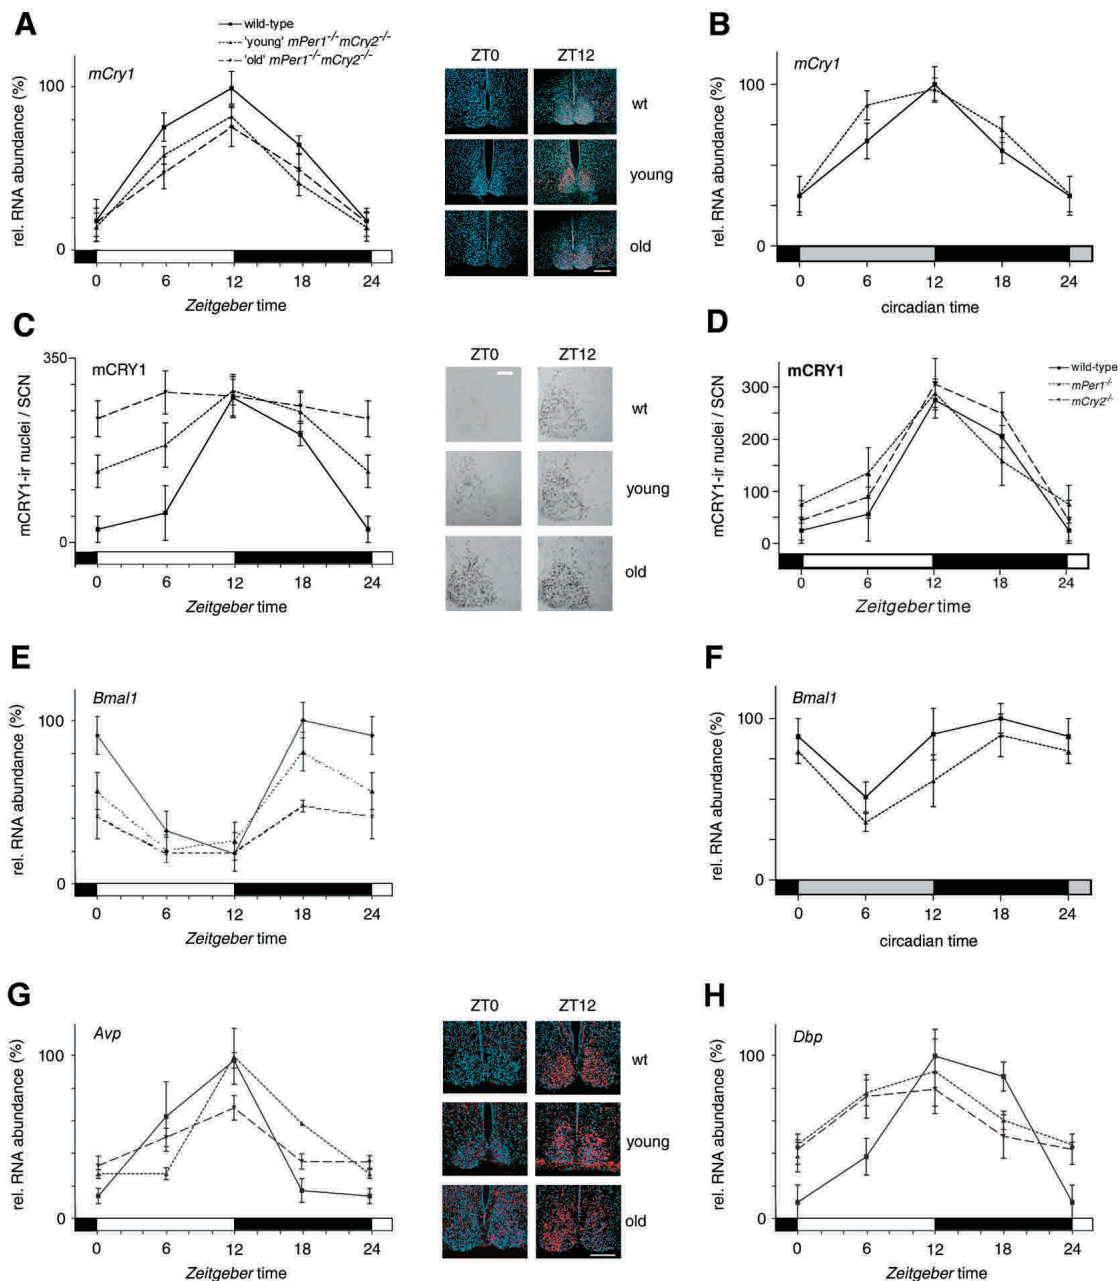 A
wild-type
'young' mPer1-/-mCry2-/-
'old' mPer1-/-mCry2-/-
mCry1
rel. RNA abundance (%)
100
0
0 6 12 18 24
Zeitgeber time
ZT0 ZT12
wt
young
old
B
mCry1
rel. RNA abundance (%)
100
0
0 6 12 18 24
circadian time
C
mCRY1
mCRY1-ir nuclei / SCN
350
0
0 6 12 18 24
Zeitgeber time
ZT0 ZT12
wt
young
old
D
mCRY1
wild-type
mPer1-/-
mCry2-/-
mCRY1-ir nuclei / SCN
300
200
100
0
0 6 12 18 24
Zeitgeber time
E
Bmal1
rel. RNA abundance (%)
100
0
0 6 12 18 24
Zeitgeber time
F
Bmal1
rel. RNA abundance (%)
100
0
0 6 12 18 24
circadian time
G
Avp
rel. RNA abundance (%)
100
0
0 6 12 18 24
Zeitgeber time
ZT0 ZT12
wt
young
old
H
Dbp
rel. RNA abundance (%)
100
0
0 6 12 18 24
Zeitgeber time